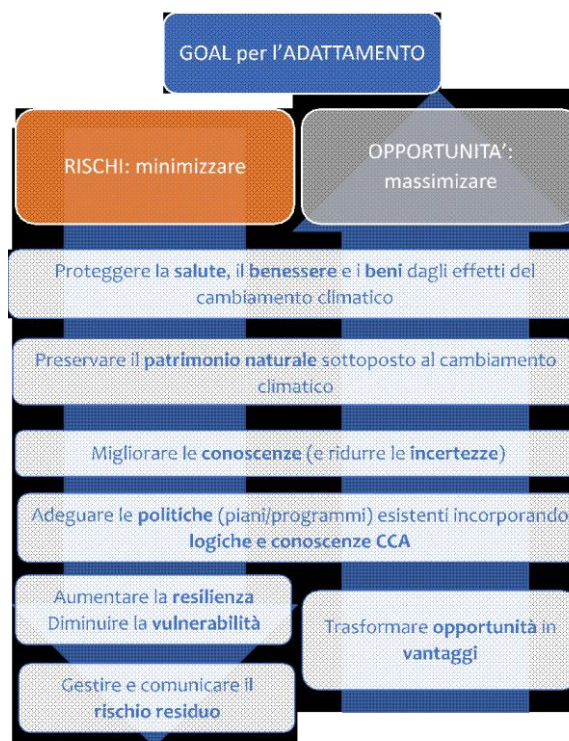 GOAL per l'ADATTAMENTO
RISCHI: minimizzare
OPPORTUNITA':
massimizare
Proteggere la salute, il benessere e i beni dagli effetti del
cambiamento climatico
Preservare il patrimonio naturale sottoposto al cambiamento
climatico
Migliorare le conoscenze (e ridurre le incertezze)
Adeguare le politiche (piani/programmi) esistenti incorporando
logiche e conoscenze CCA
Aumentare la resilienza
Diminuire la vulnerabilità
Trasformare opportunità in
vantaggi
Gestire e comunicare il
rischio residuo